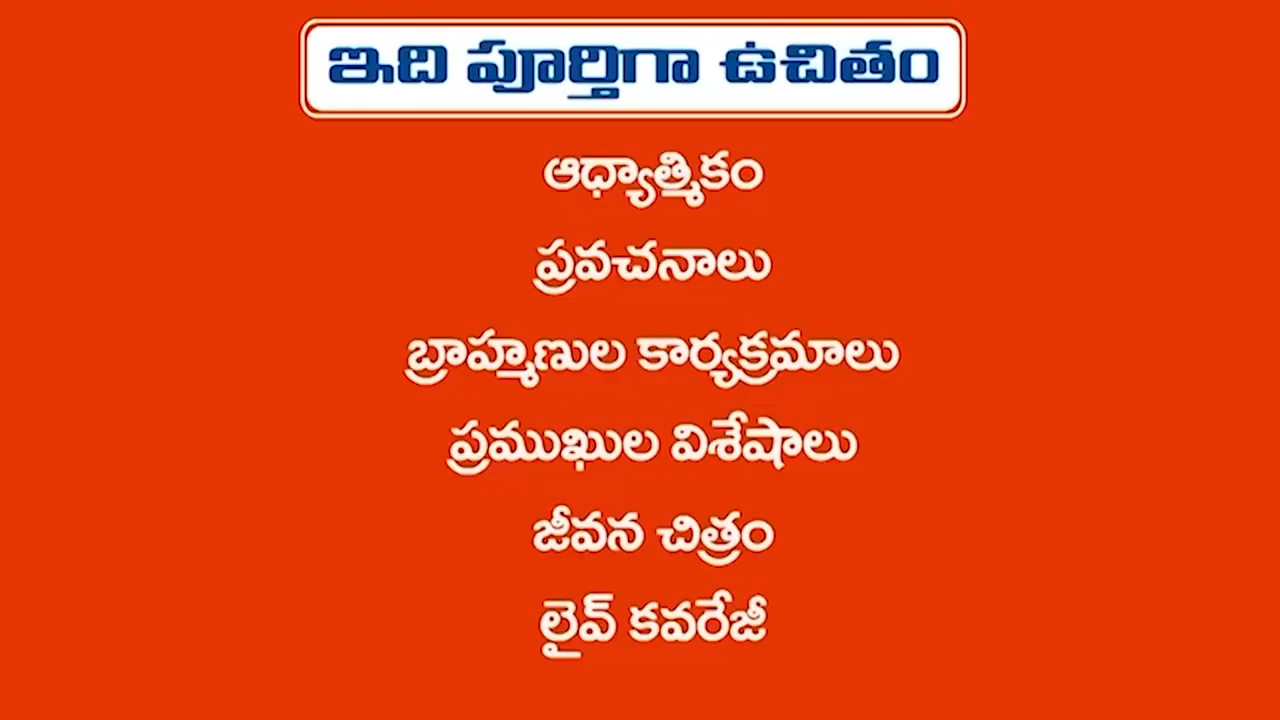 ఇది పూర్తిగా ఉచితం
ఆధ్యాత్మికం
ప్రవచనాలు
బ్రాహ్మణుల కార్యక్రమాలు
ప్రముఖుల విశేషాలు
జీవన చిత్రం
లైవ్ కవరేజీ